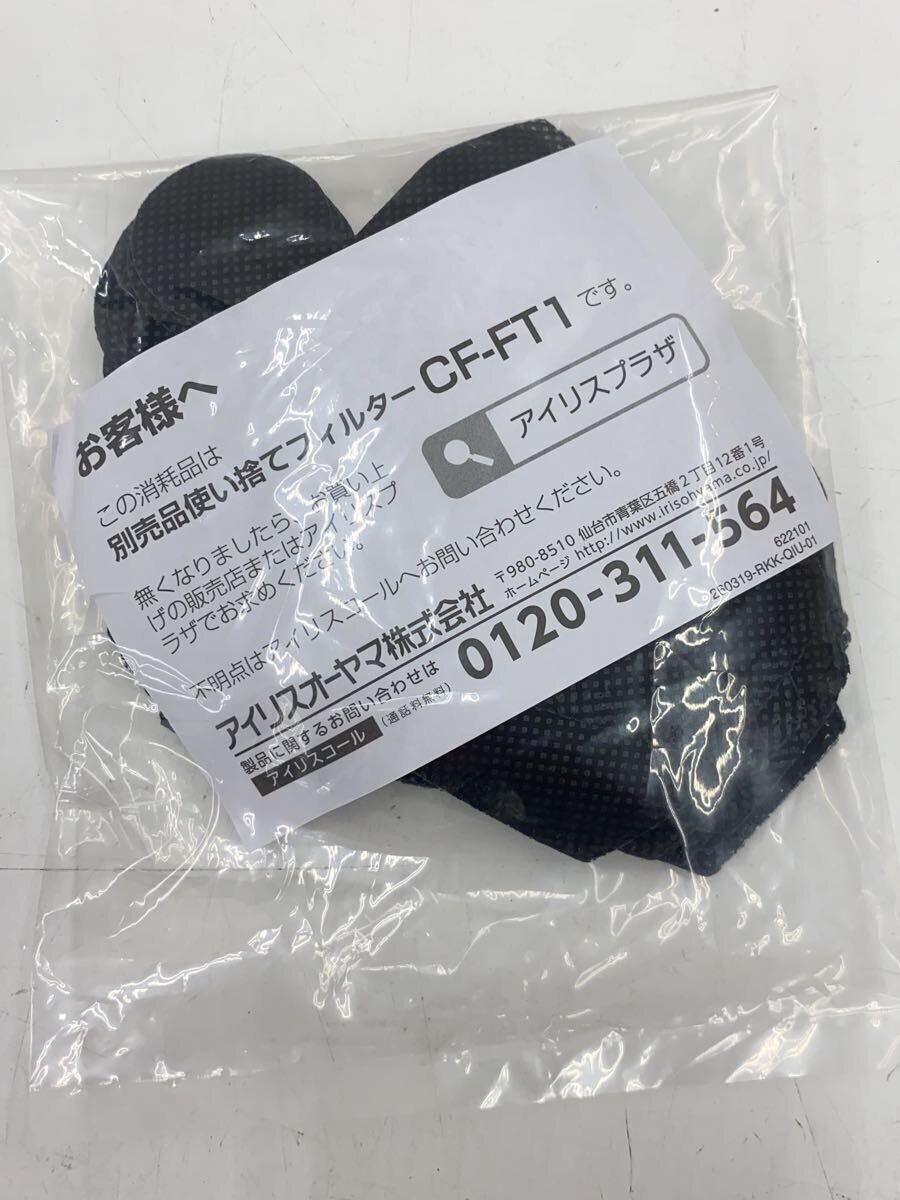 お客様へ
この消耗品は
別売品使い捨てフィルターCF-FT1です。
無くなりましたら、お買い上
げの販売店またはアイリスプ
ラザでお求めください。
アイリスプラザ
不明点はアイリスコールへお問い合わせください。
アイリスオーヤマ株式会社
〒980-8510 仙台市青葉区五橋2丁目12番1号
ホームページ http://www.irisohyama.co.jp/
製品に関するお問い合わせは
アイリスコール
(通話料無料)
0120-311-564
622101
260319-RKK-QIU-01